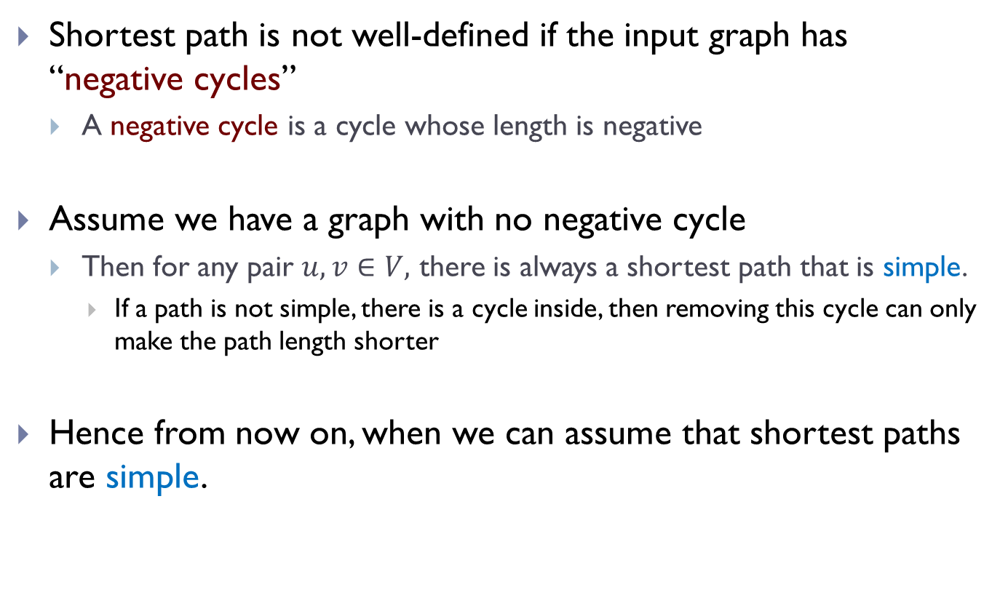 Shortest path is not well-defined if the input graph has
“negative cycles”
A negative cycle is a cycle whose length is negative
Assume we have a graph with no negative cycle
Then for any pair 𝑢, 𝑣 ∈ 𝑉, there is always a shortest path that is simple.
If a path is not simple, there is a cycle inside, then removing this cycle can only
make the path length shorter
Hence from now on, when we can assume that shortest paths
are simple.